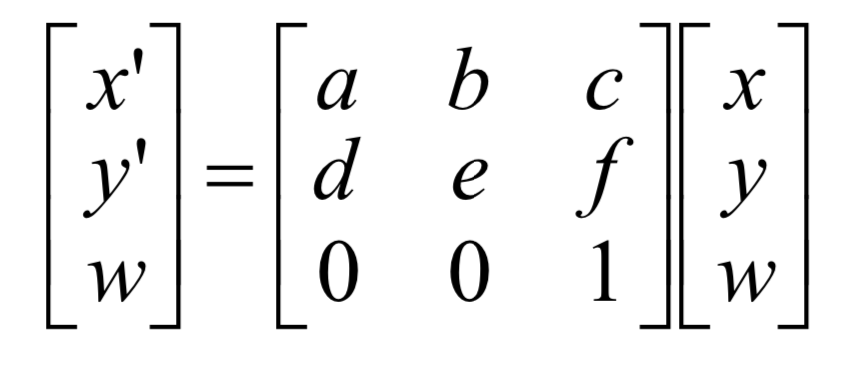 [x'] = [a b c][x]
[y'] = [d e f][y]
[w] = [0 0 1][w]